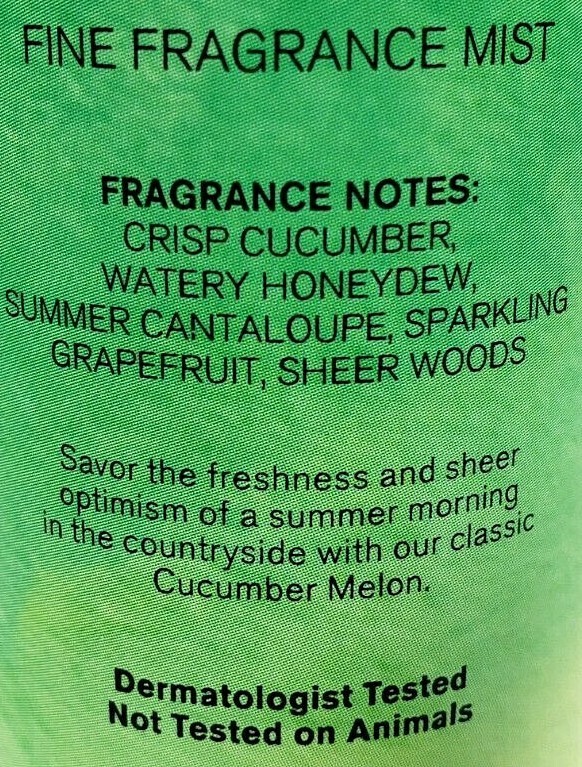 FINE FRAGRANCE MIST
FRAGRANCE NOTES:
CRISP CUCUMBER,
WATERY HONEYDEW,
SUMMER CANTALOUPE, SPARKLING
GRAPEFRUIT, SHEER WOODS
Savor the freshness and sheer
optimism of a summer morning
in the countryside with our classic
Cucumber Melon.
Dermatologist Tested
Not Tested on Animals